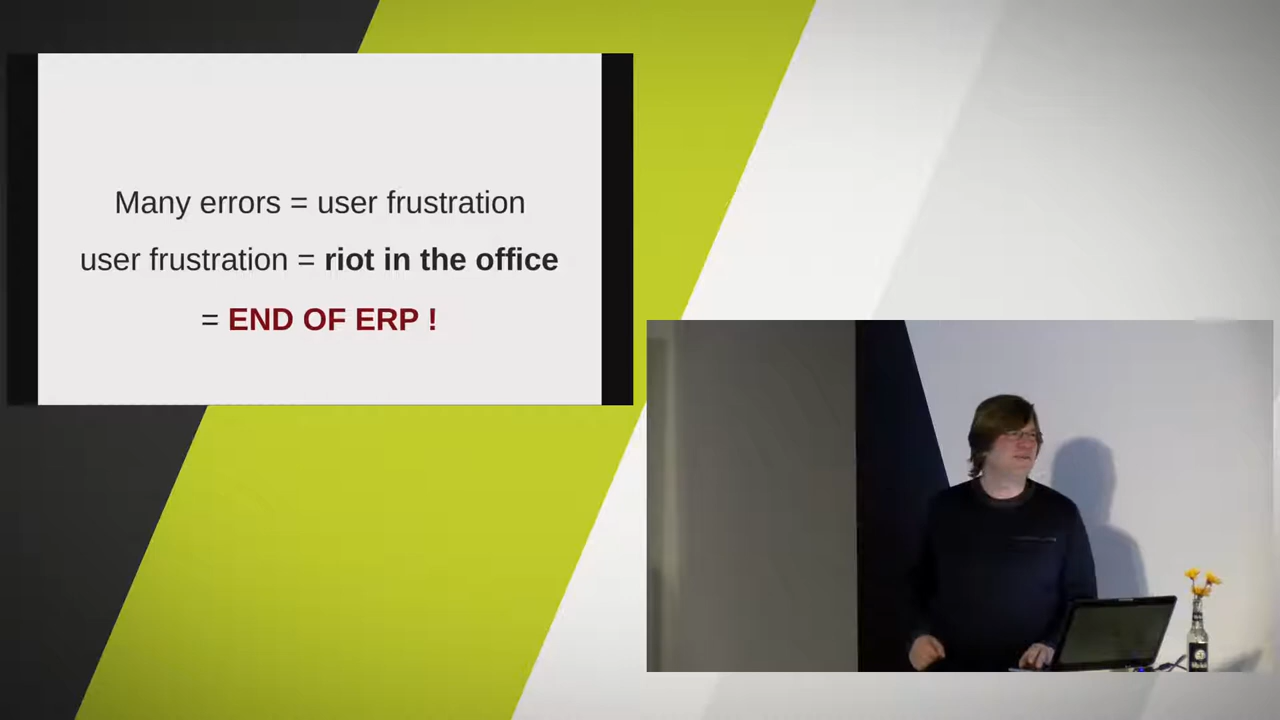 Many errors = user frustration
user frustration = riot in the office
= END OF ERP !